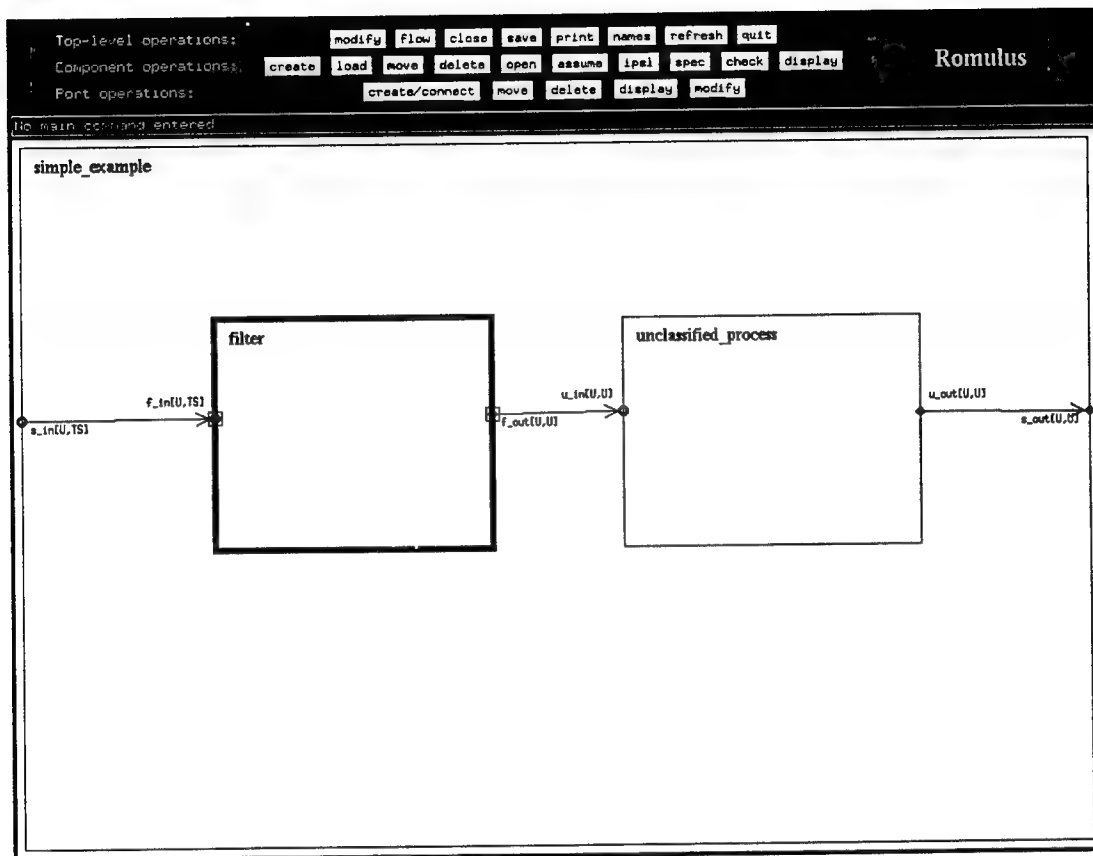 Top-level operations: modify flow close save print names refresh quit
Component operations: create load move delete open assume ipsl spec check display
Romulus
Port operations: create/connect move delete display modify
No main command entered
simple_example
filter
unclassified_process
f_in[U,TS]
u_in[U,U]
u_out[U,U]
s_in[U,TS]
f_out[U,U]
s_out[U,U]